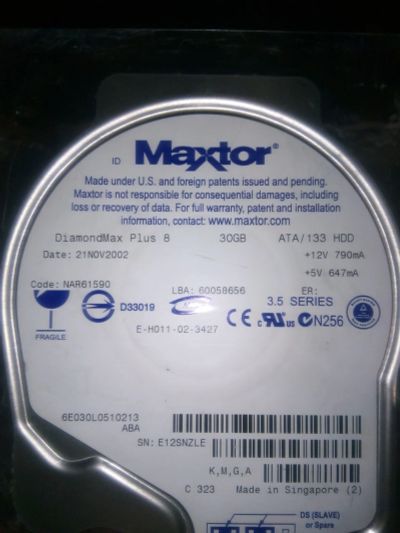 ID Maxtor®
Made under U.S. and foreign patents issued and pending.
Maxtor is not responsible for consequential damages, including
loss or recovery of data. For full warranty, patent and installation
information, contact: www.maxtor.com
DiamondMax Plus 8 30GB ATA/133 HDD
Date: 21NOV2002 +12V 790mA
+5V 647mA
Code: NAR61590 LBA: 60058656 ER:
D33019 3.5 SERIES
FRAGILE E-H011-02-3427 CE c UR us N256
6E030L0510213
ABA
SN: E12SNZLE
K,M,G,A
C 323 Made in Singapore (2)
DS (SLAVE)
or Spare